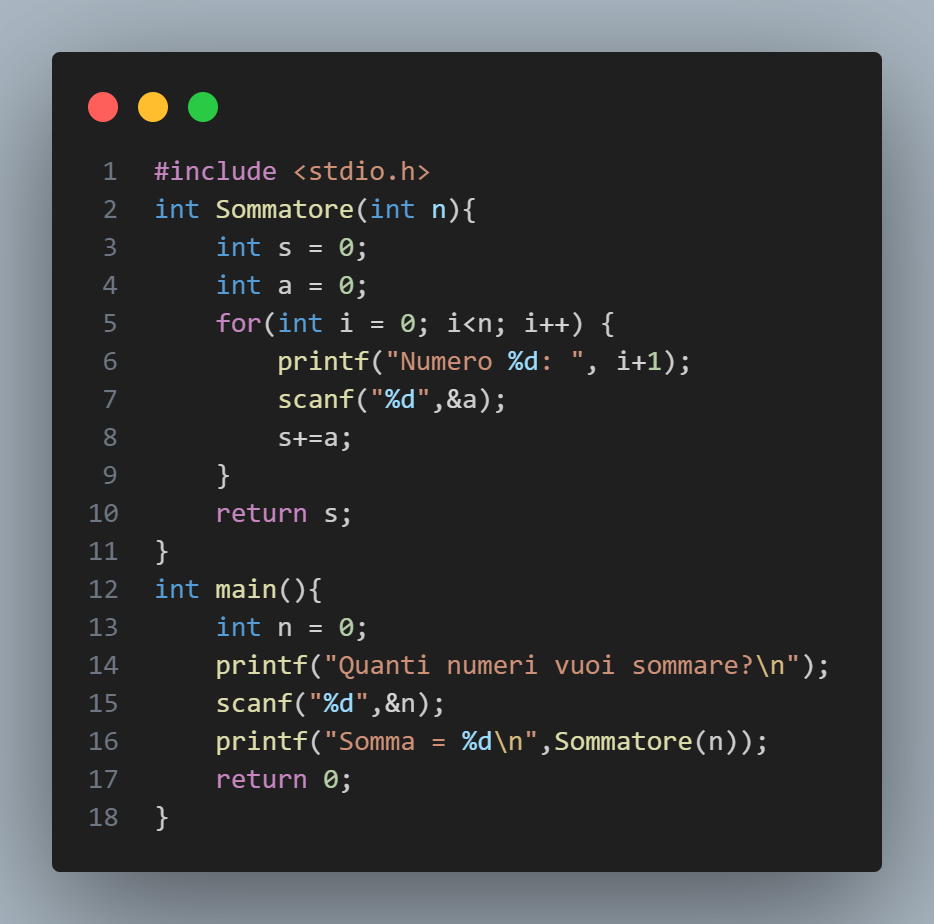 1 #include <stdio.h>
2 int Sommatore(int n){
3     int s = 0;
4     int a = 0;
5     for(int i = 0; i<n; i++) {
6         printf("Numero %d: ", i+1);
7         scanf("%d",&a);
8         s+=a;
9     }
10     return s;
11 }
12 int main(){
13     int n = 0;
14     printf("Quanti numeri vuoi sommare?\n");
15     scanf("%d",&n);
16     printf("Somma = %d\n",Sommatore(n));
17     return 0;
18 }